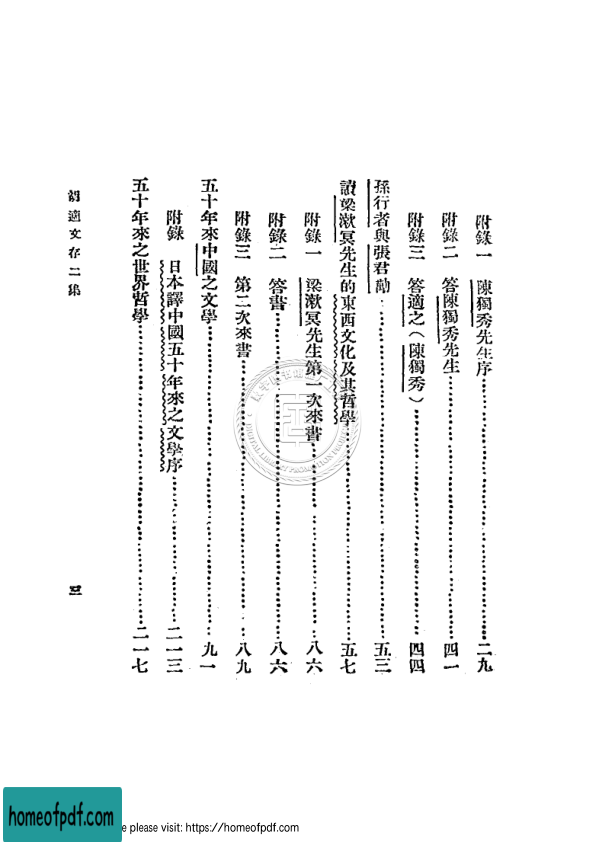 附錄一 陳獨秀先生序……二九
附錄二 答陳獨秀先生……四一
附錄三 答適之（陳獨秀）……四四
孫行者與張君勱……五三
讀梁漱冥先生的東西文化及其哲學……五七
附錄一 梁漱冥先生第一次來書……八六
附錄二 答書……八六
附錄三 第二次來書……八九
五十年來中國之文學……九一
附錄 日本譯中國五十年來之文學序……二一三
五十年來之世界哲學……二一七
胡適文存二集
三
homeofpdf.com
e please visit: https://homeofpdf.com